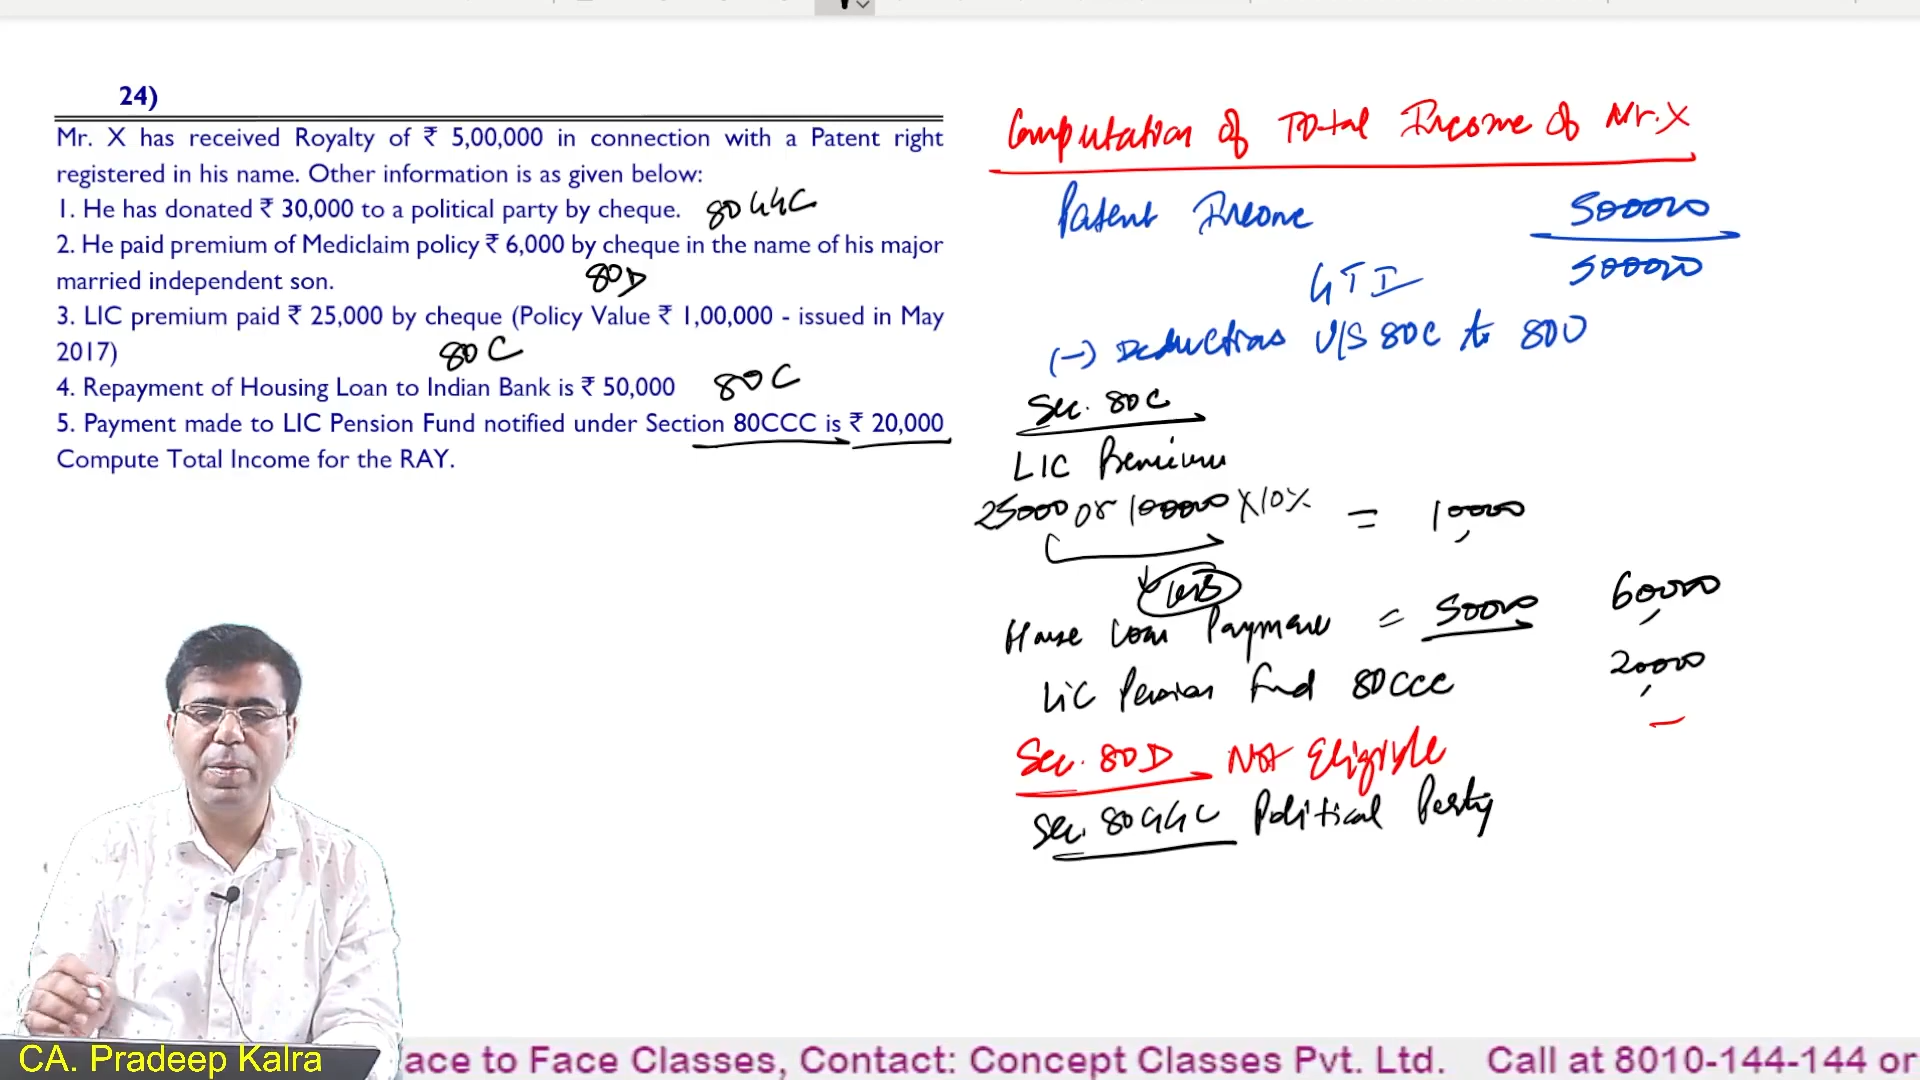 24)
Mr. X has received Royalty of ₹ 5,00,000 in connection with a Patent right
registered in his name. Other information is as given below:
1. He has donated ₹ 30,000 to a political party by cheque. 80GGC
2. He paid premium of Mediclaim policy ₹ 6,000 by cheque in the name of his major
married independent son. 80D
3. LIC premium paid ₹ 25,000 by cheque (Policy Value ₹ 1,00,000 - issued in May
2017) 80C
4. Repayment of Housing Loan to Indian Bank is ₹ 50,000 80C
5. Payment made to LIC Pension Fund notified under Section 80CCC is ₹ 20,000
Compute Total Income for the RAY.
Computation of Total Income of Mr. X
Patent Income 500000
GTI 500000
(-) Deductions U/S 80C to 80U
Sec. 80C
LIC Premium
25000 or 100000 X 10% = 10,000
House Loan Payment = 50000 60,000
LIC Pension Fund 80CCC 20,000
Sec. 80D Not Eligible –
Sec. 80GGC Political Party
CA. Pradeep Kalra
ace to Face Classes, Contact: Concept Classes Pvt. Ltd. Call at 8010-144-144 or